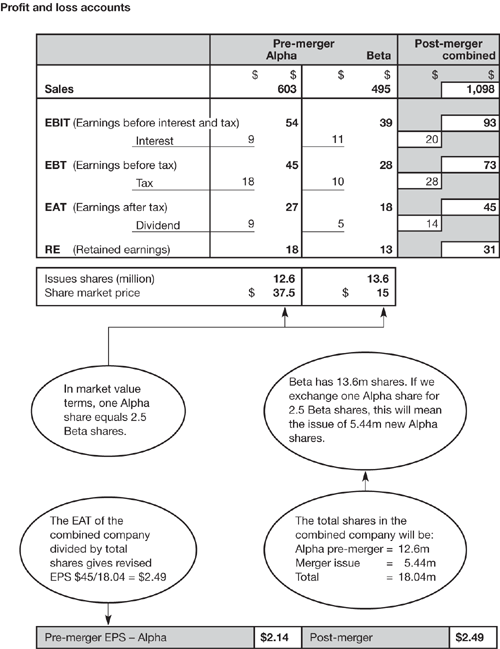 Profit and loss accounts
Pre-merger Post-merger
Alpha Beta combined
$ $ $ $ $ $
Sales 603 495 1,098
EBIT (Earnings before interest and tax) 54 39 93
Interest 9 11 20
EBT (Earnings before tax) 45 28 73
Tax 18 10 28
EAT (Earnings after tax) 27 18 45
Dividend 9 5 14
RE (Retained earnings) 18 13 31
Issues shares (million) 12.6 13.6
Share market price $ 37.5 $ 15
In market value
terms, one Alpha
share equals 2.5
Beta shares.
Beta has 13.6m shares. If we
exchange one Alpha share for
2.5 Beta shares, this will mean
the issue of 5.44m new Alpha
shares.
The EAT of the
combined company
divided by total
shares gives revised
EPS $45/18.04 = $2.49
The total shares in the
combined company will be:
Alpha pre-merger = 12.6m
Merger issue = 5.44m
Total = 18.04m
Pre-merger EPS – Alpha $2.14 Post-merger $2.49